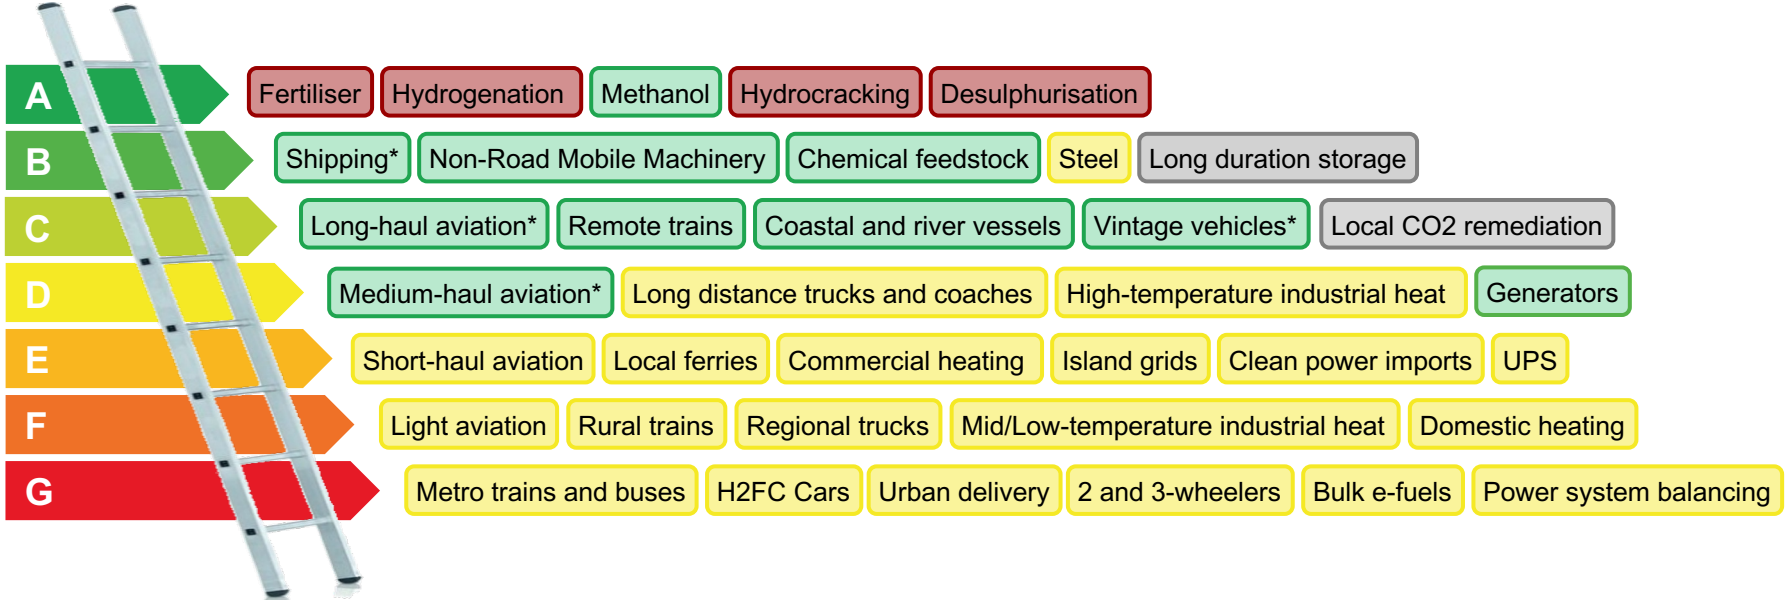 A Fertiliser Hydrogenation Methanol Hydrocracking Desulphurisation
B Shipping* Non-Road Mobile Machinery Chemical feedstock Steel Long duration storage
C Long-haul aviation* Remote trains Coastal and river vessels Vintage vehicles* Local CO2 remediation
D Medium-haul aviation* Long distance trucks and coaches High-temperature industrial heat Generators
E Short-haul aviation Local ferries Commercial heating Island grids Clean power imports UPS
F Light aviation Rural trains Regional trucks Mid/Low-temperature industrial heat Domestic heating
G Metro trains and buses H2FC Cars Urban delivery 2 and 3-wheelers Bulk e-fuels Power system balancing